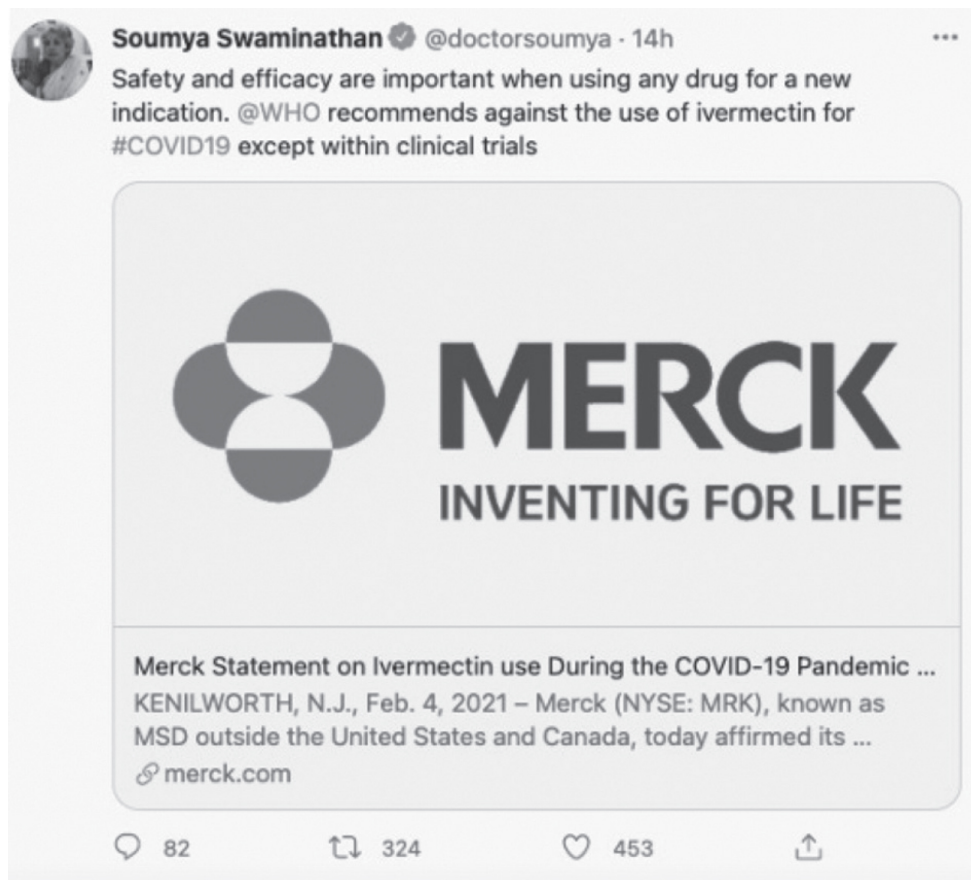 Soumya Swaminathan @doctorsoumya · 14h
Safety and efficacy are important when using any drug for a new
indication. @WHO recommends against the use of ivermectin for
#COVID19 except within clinical trials
MERCK
INVENTING FOR LIFE
Merck Statement on Ivermectin use During the COVID-19 Pandemic ...
KENILWORTH, N.J., Feb. 4, 2021 – Merck (NYSE: MRK), known as
MSD outside the United States and Canada, today affirmed its ...
merck.com
82 324 453